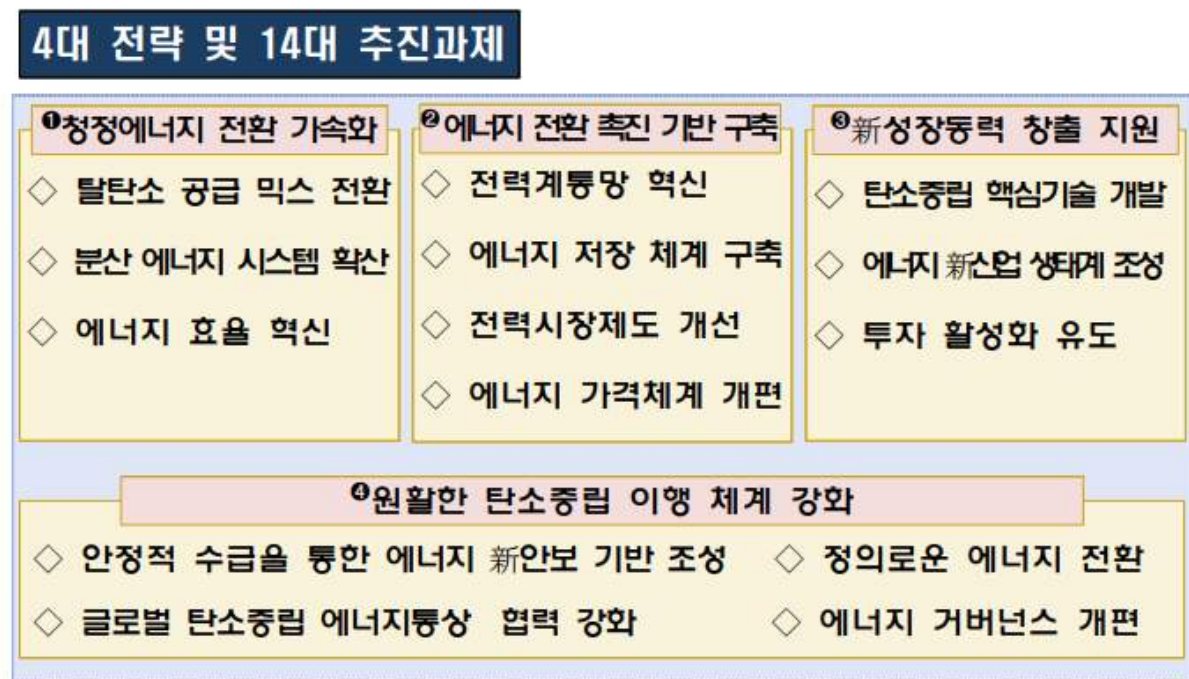 4대 전략 및 14대 추진과제
❶청정에너지 전환 가속화
◇ 탈탄소 공급 믹스 전환
◇ 분산 에너지 시스템 확산
◇ 에너지 효율 혁신
❷에너지 전환 촉진 기반 구축
◇ 전력계통망 혁신
◇ 에너지 저장 체계 구축
◇ 전력시장제도 개선
◇ 에너지 가격체계 개편
❸新성장동력 창출 지원
◇ 탄소중립 핵심기술 개발
◇ 에너지 新산업 생태계 조성
◇ 투자 활성화 유도
❹원활한 탄소중립 이행 체계 강화
◇ 안정적 수급을 통한 에너지 新안보 기반 조성
◇ 정의로운 에너지 전환
◇ 글로벌 탄소중립 에너지통상 협력 강화
◇ 에너지 거버넌스 개편